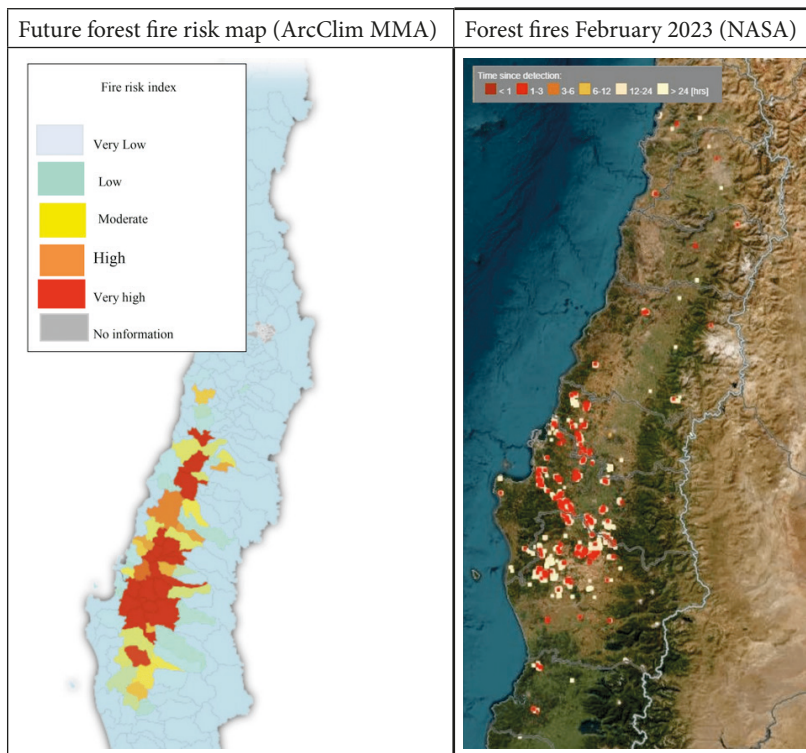 Future forest fire risk map (ArcClim MMA)
Forest fires February 2023 (NASA)
Fire risk index
Very Low
Low
Moderate
High
Very high
No information
Time since detection:
< 1 1-3 3-6 6-12 12-24 > 24 [hrs]